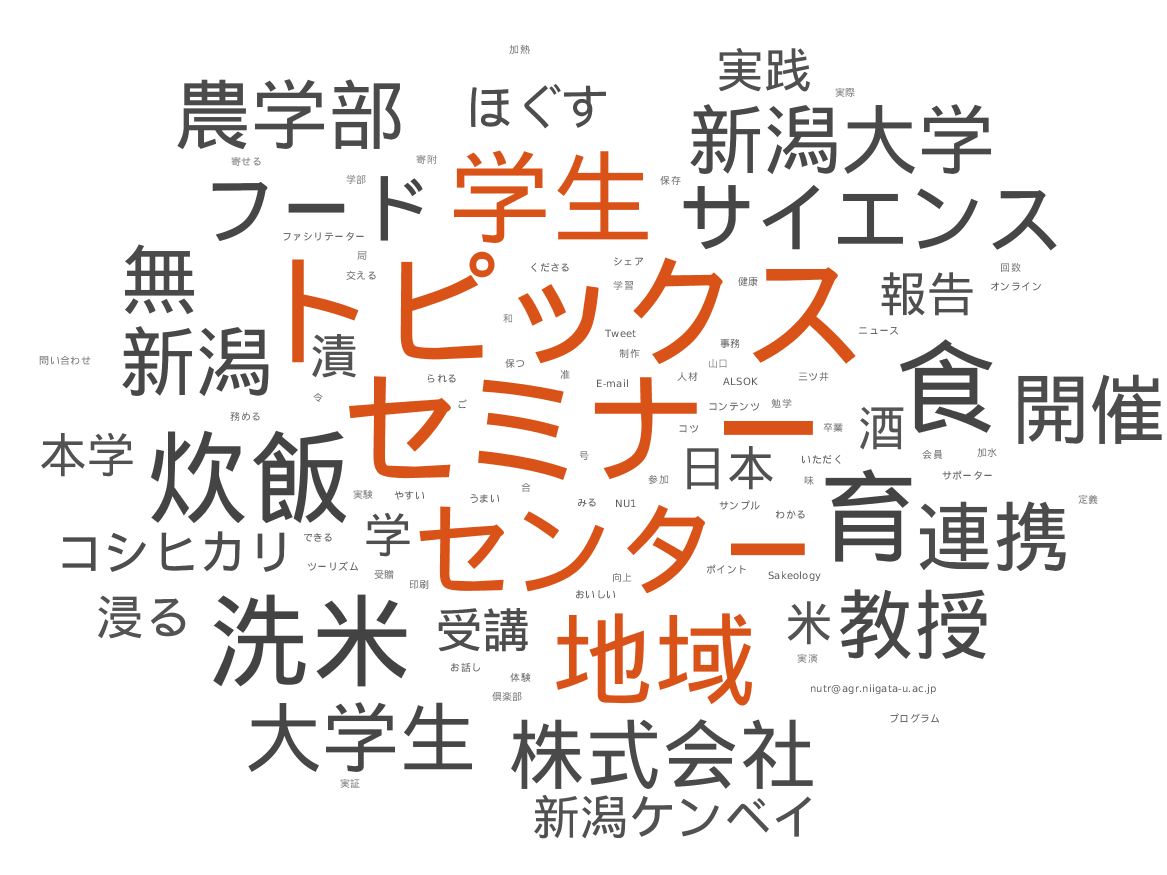 加熱
実践
農学部
ほぐす
実際
新潟大学
寄せる
寄附
学生
学部
保存
フード
サイエンス
ファシリテーター
無
局
トピックス
くださる
シェア
交える
学習
健康
報告
回数
オンライン
和
新潟
漬
Tweet
ニュース
事務
制作
問い合わせ
保つ
山口
食
られる
准
E-mail
人材
ALSOK
三ツ井
開催
令
セミナー
ご
コンテンツ
勉学
務める
コツ
卒業
酒
本学
炊飯
号
日本
いただく
会員
加水
参加
味
サポーター
実験
やすい
うまい
合
みる
NU1
サンプル
わかる
育
定義
コシヒカリ
できる
学
センター
連携
ツーリズム
受贈
印刷
向上
ポイント
Sakeology
おいしい
浸る
洗米
受講
地域
米
教授
お話し
実演
体験
倶楽部
nutr@agr.niigata-u.ac.jp
大学生
株式会社
プログラム
実証
新潟ケンベイ